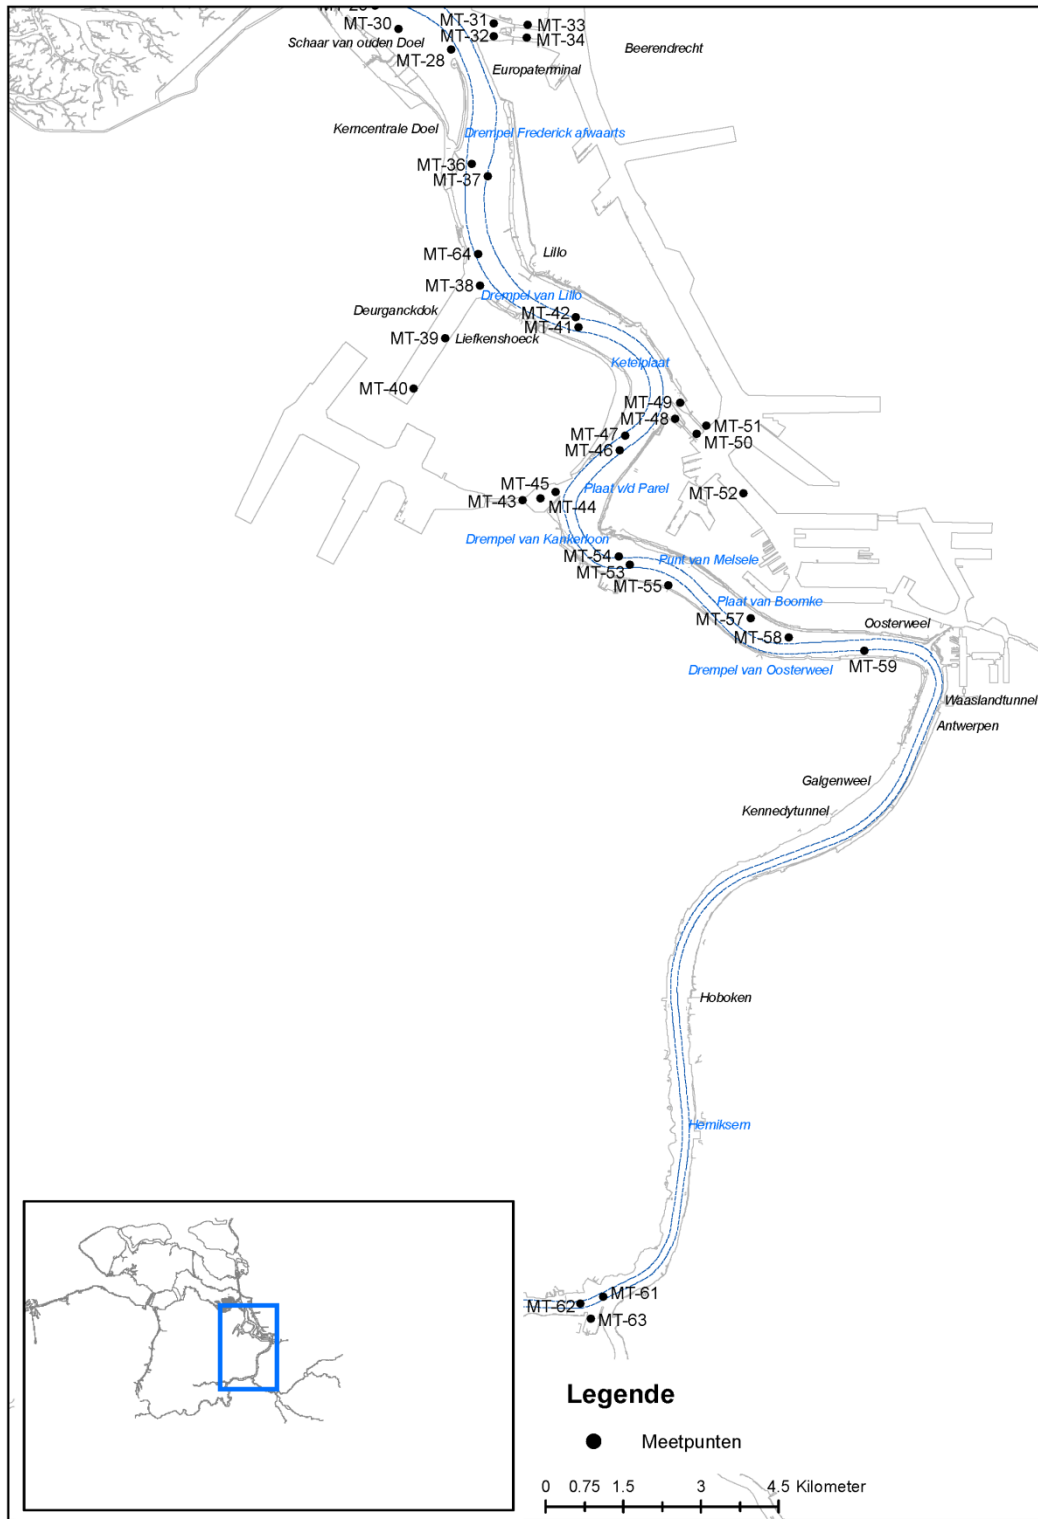 MT-30
MT-31
MT-33
MT-32
MT-34
Schaar van ouden Doel
MT-28
Beerendrecht
Europaterminal
Kerncentrale Doel
Drempel Frederick afwaarts
MT-36
MT-37
MT-64
Lillo
MT-38
Drempel van Lillo
Deurganckdok
MT-42
MT-41
MT-39
Liefkenshoeck
Ketelplaat
MT-40
MT-49
MT-48
MT-51
MT-50
MT-47
MT-46
MT-45
Plaat v/d Parel
MT-52
MT-43
MT-44
Drempel van Kankerloon
MT-54
Punt van Melsele
MT-53
MT-55
Plaat van Boomke
MT-57
Oosterweel
MT-58
Drempel van Oosterweel
MT-59
Waaslandtunnel
Antwerpen
Galgenweel
Kennedytunnel
Hoboken
Hemiksem
MT-61
MT-62
MT-63
Legende
Meetpunten
0 0.75 1.5 3 4.5 Kilometer